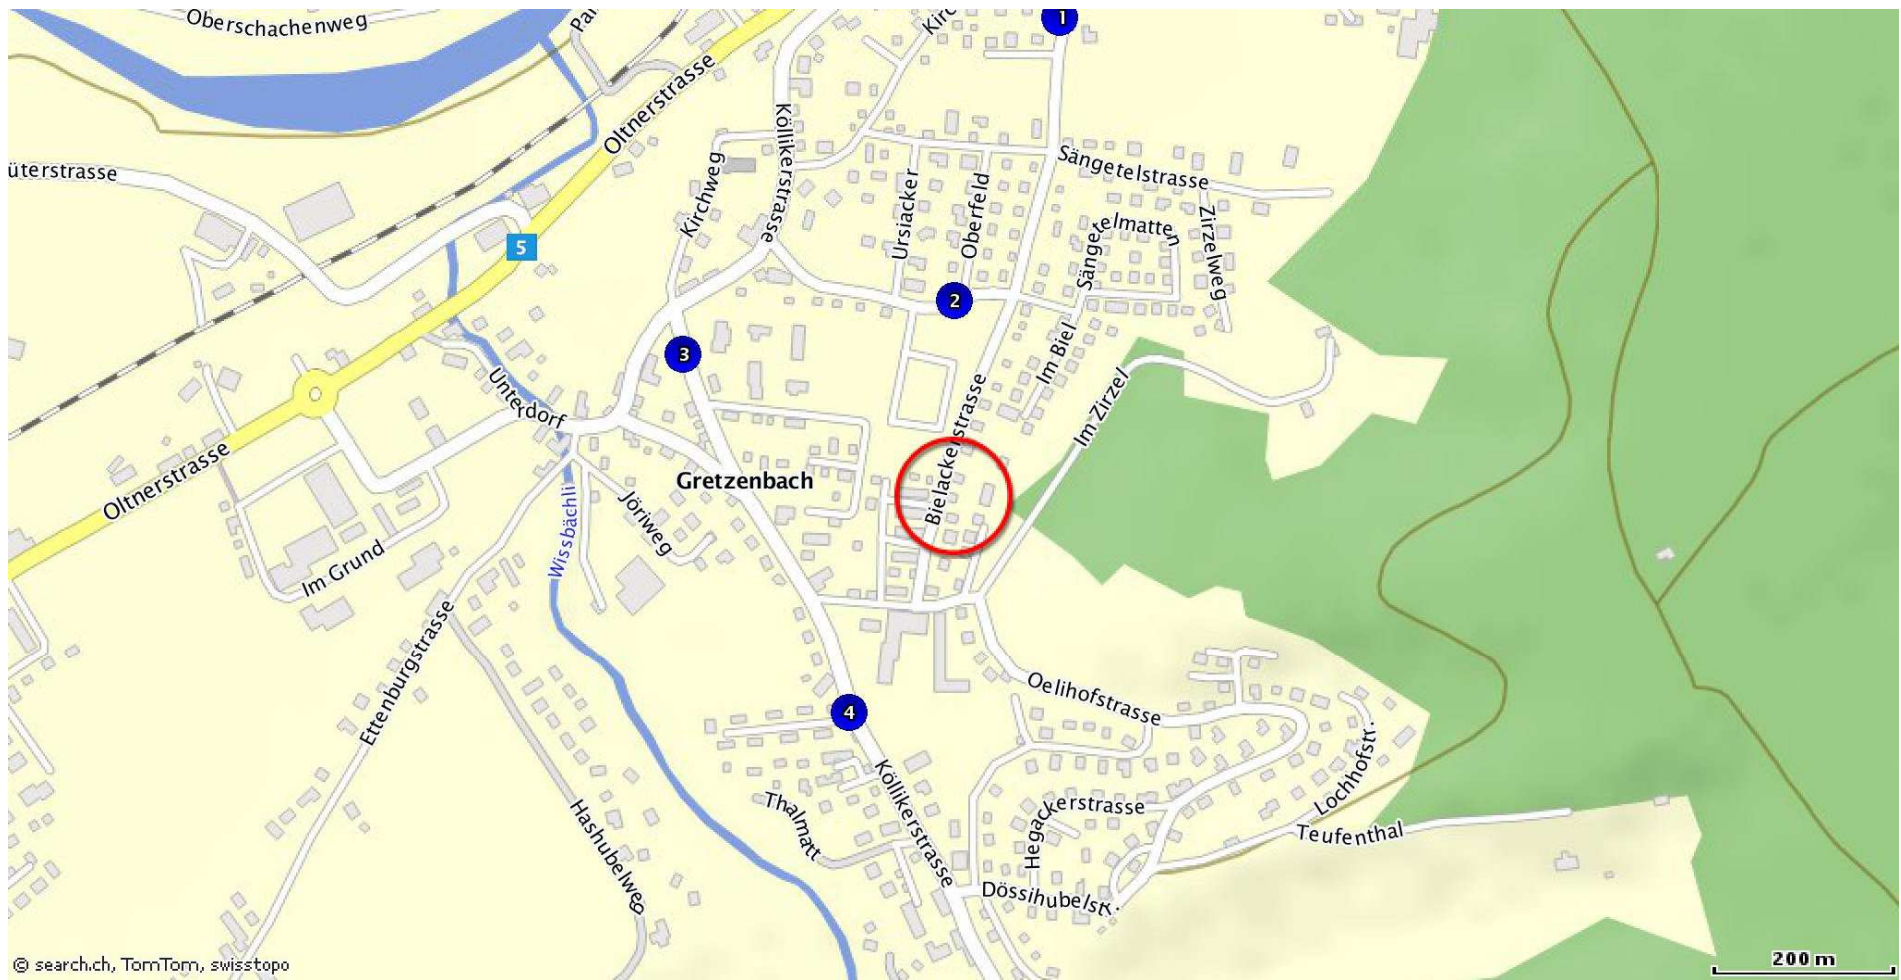 Oberschachenweg
Kirc
1
Oltnerstrasse
Köllikerstrasse
üterstrasse
Kirchweg
Ursiacker
Oberfeld
Sängetelstrasse
Sängetelmatten
Zirzelweg
5
2
3
Im Biel
Bielackerstrasse
Im Zirzel
Unterdorf
Oltnerstrasse
Gretzenbach
Wissbächli
Jöriweg
Im Grund
Ettenburgstrasse
4
Oelihofstrasse
Lochhofstr.
Köllikerstrasse
Thalmatt
Hashubelweg
Hegackerstrasse
Teufenthal
Dössihubelstr.
© search.ch, TomTom, swisstopo
200 m